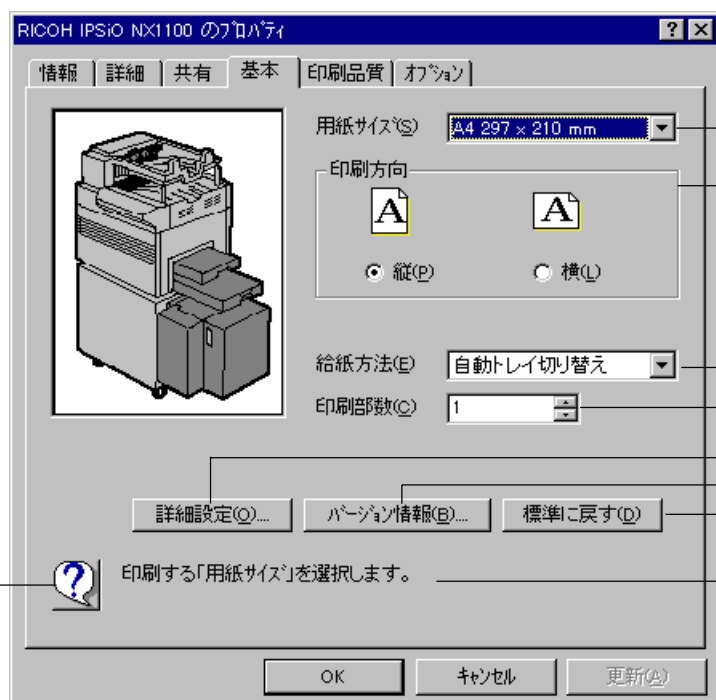 RICOH IPSiO NX1100 のﾌﾟﾛﾊﾟﾃｨ
情報 詳細 共有 基本 印刷品質 ｵﾌﾟｼｮﾝ
用紙ｻｲｽﾞ(S) A4 297 × 210 mm
印刷方向
A A
縦(P) 横(L)
給紙方法(E) 自動トレイ切り替え
印刷部数(C) 1
詳細設定(O)... ﾊﾞｰｼﾞｮﾝ情報(B)... 標準に戻す(D)
印刷する｢用紙ｻｲｽﾞ｣を選択します。
OK ｷｬﾝｾﾙ 更新(A)